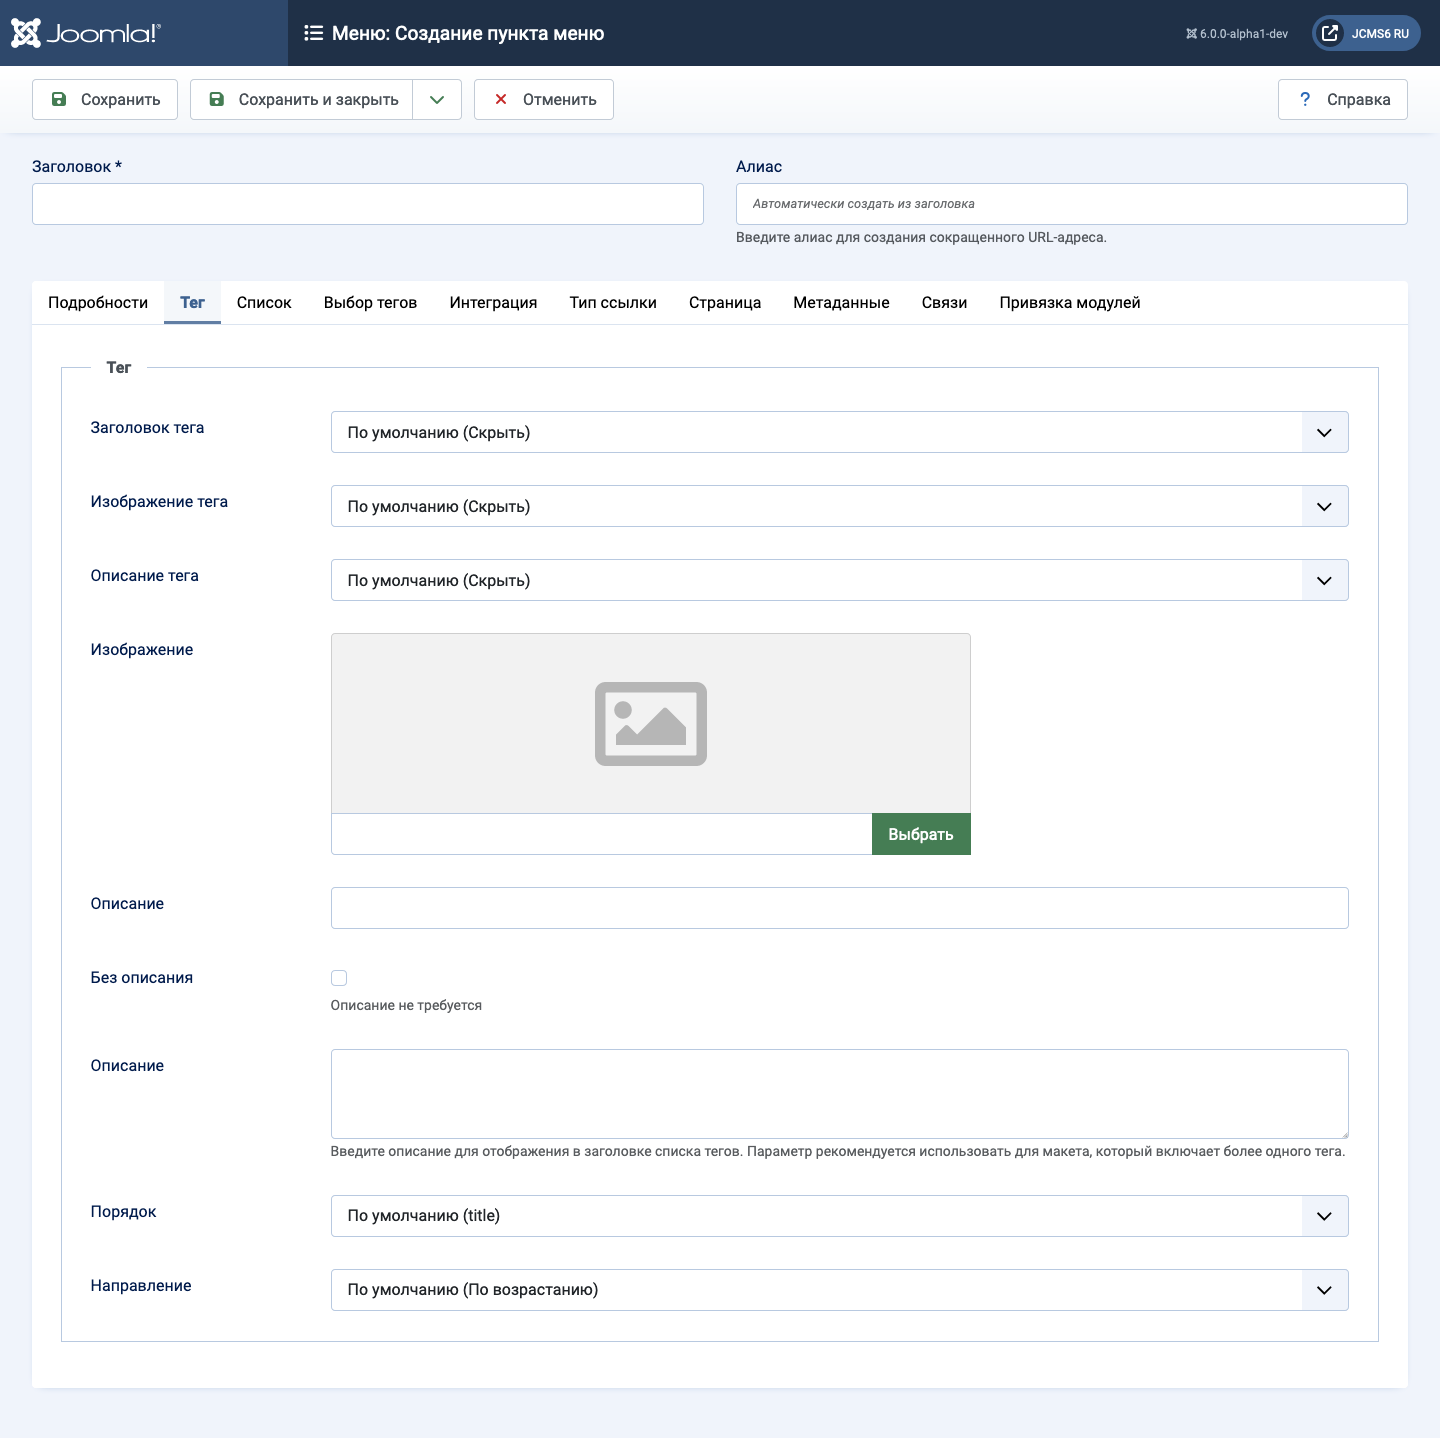 Joomla!®
Меню: Создание пункта меню
6.0.0-alpha1-dev
JCMS6 RU
Сохранить
Сохранить и закрыть
Отменить
? Справка
Заголовок *
Алиас
Автоматически создать из заголовка
Введите алиас для создания сокращенного URL-адреса.
Подробности Тег Список Выбор тегов Интеграция Тип ссылки Страница Метаданные Связи Привязка модулей
Тег
Заголовок тега
По умолчанию (Скрыть)
Изображение тега
По умолчанию (Скрыть)
Описание тега
По умолчанию (Скрыть)
Изображение
Выбрать
Описание
Без описания
Описание не требуется
Описание
Введите описание для отображения в заголовке списка тегов. Параметр рекомендуется использовать для макета, который включает более одного тега.
Порядок
По умолчанию (title)
Направление
По умолчанию (По возрастанию)